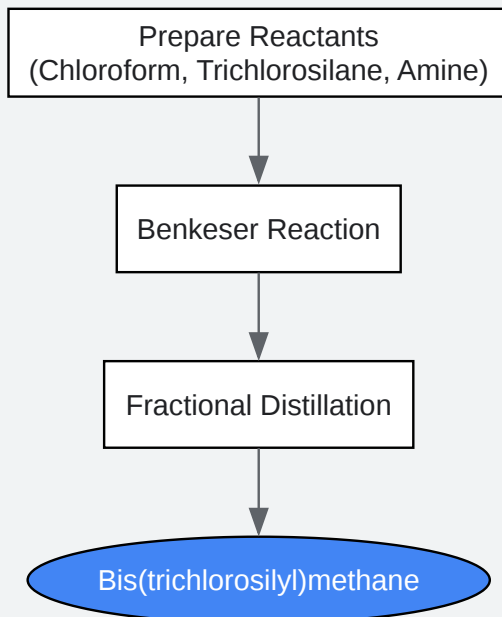 Prepare Reactants
(Chloroform, Trichlorosilane, Amine)
Benkeser Reaction
Fractional Distillation
Bis(trichlorosilyl)methane